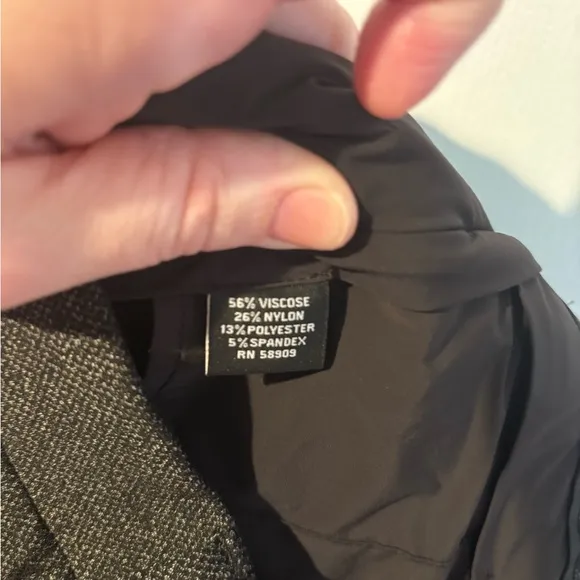 56% VISCOSE
26% NYLON
13% POLYESTER
5% SPANDEX
RN 58909